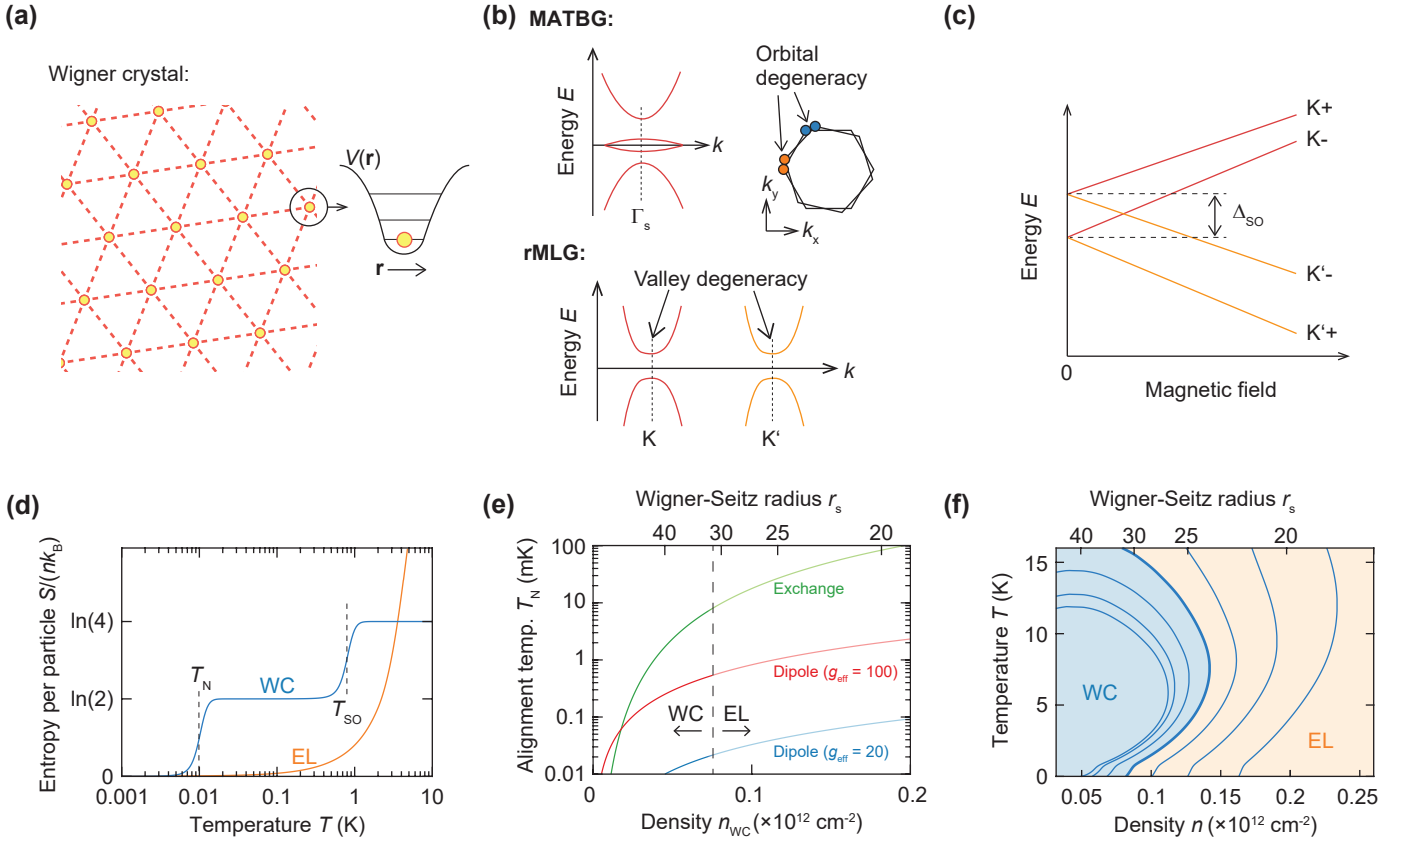 (a)
Wigner crystal:
V(r)
r
(b) MATBG:
Energy E
k
Γs
Orbital
degeneracy
ky
kx
rMLG:
Valley degeneracy
Energy E
k
K
K‘
(c)
Energy E
K+
K-
ΔSO
K‘-
K‘+
0
Magnetic field
(d)
Entropy per particle S/(nkB)
ln(4)
ln(2)
0
TN
WC
TSO
EL
0.001 0.01 0.1 1 10
Temperature T (K)
(e)
Wigner-Seitz radius rs
40 30 25 20
Alignment temp. TN (mK)
100
10
1
0.1
0.01
Exchange
Dipole (geff = 100)
WC EL
Dipole (geff = 20)
0 0.1 0.2
Density nWC (×10¹² cm⁻²)
(f)
Wigner-Seitz radius rs
40 30 25 20
Temperature T (K)
15
10
5
0
WC
EL
0.05 0.1 0.15 0.2 0.25
Density n (×10¹² cm⁻²)